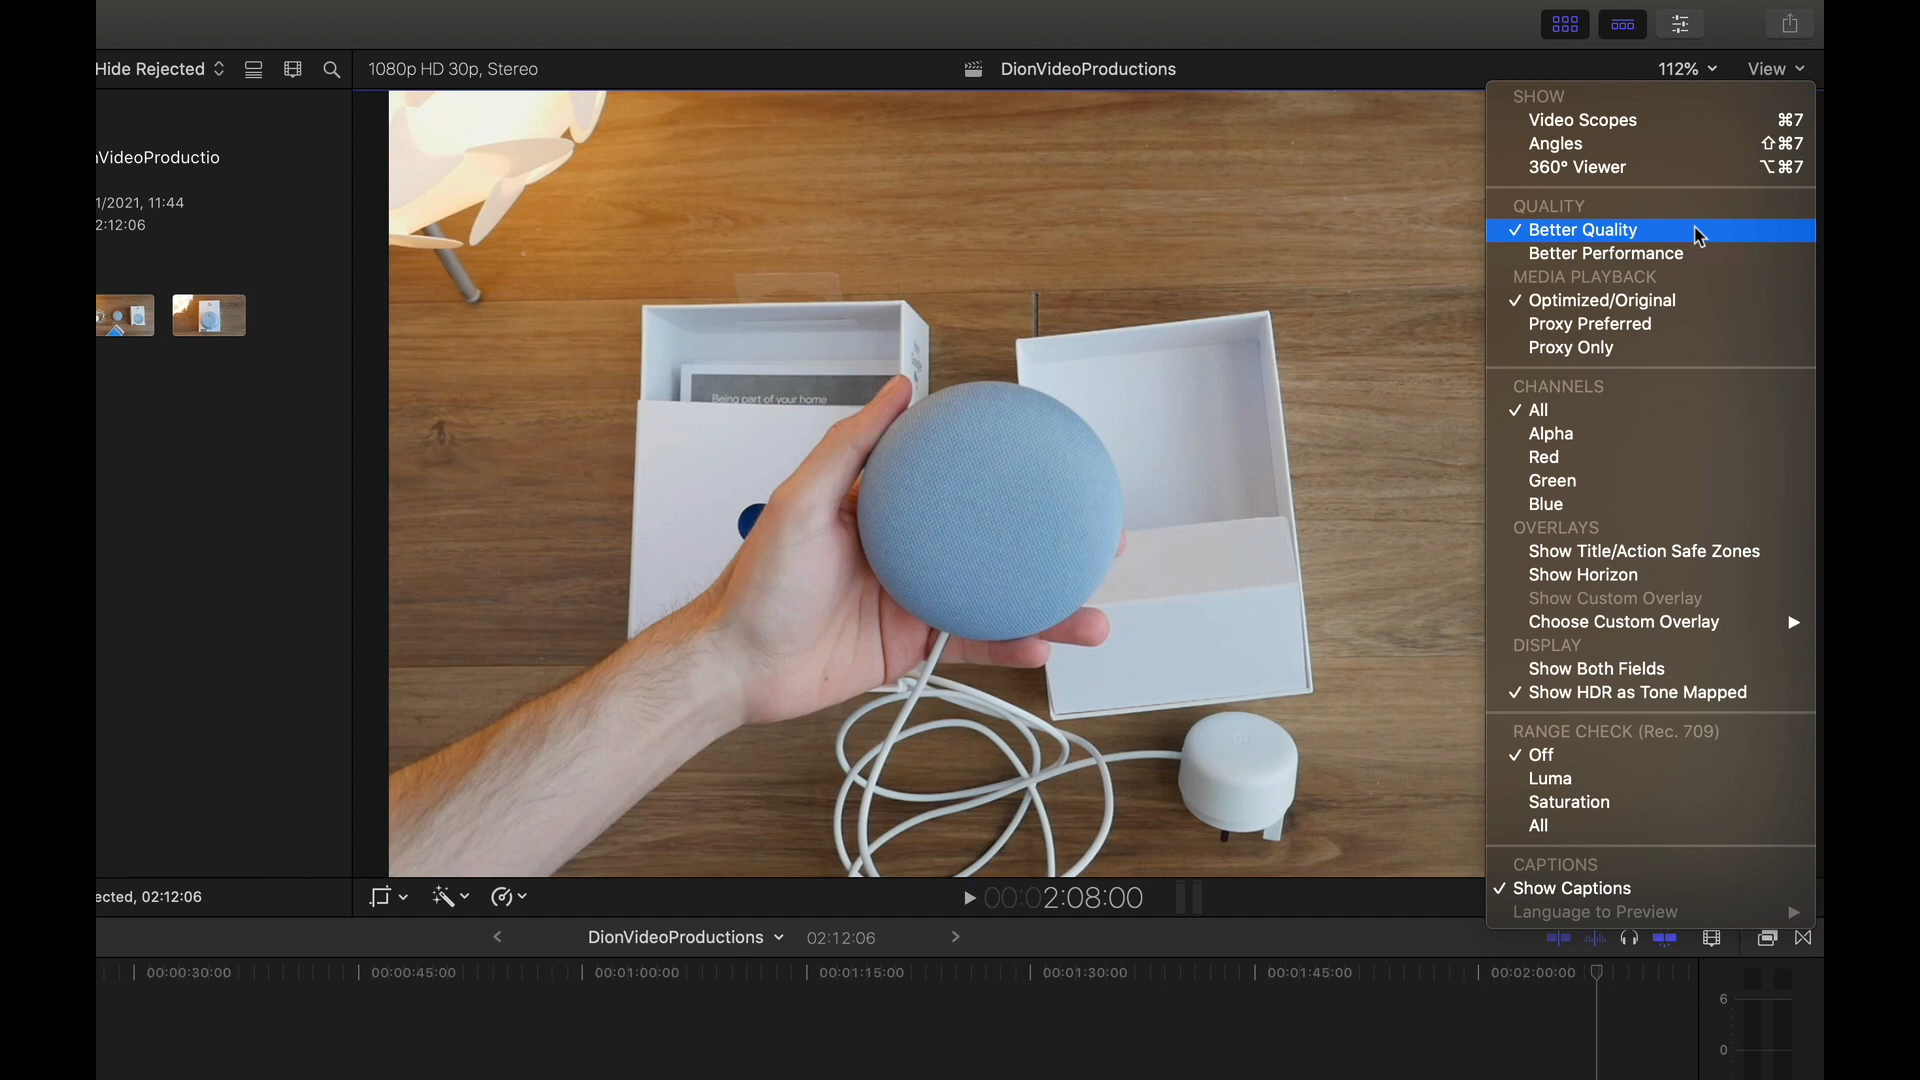 Hide Rejected
1080p HD 30p, Stereo
DionVideoProductions
112%
View
SHOW
Video Scopes ⌘7
Angles ⇧⌘7
360° Viewer ⌥⌘7
QUALITY
✓ Better Quality
Better Performance
MEDIA PLAYBACK
✓ Optimized/Original
Proxy Preferred
Proxy Only
CHANNELS
✓ All
Alpha
Red
Green
Blue
OVERLAYS
Show Title/Action Safe Zones
Show Horizon
Show Custom Overlay
Choose Custom Overlay
DISPLAY
Show Both Fields
✓ Show HDR as Tone Mapped
RANGE CHECK (Rec. 709)
✓ Off
Luma
Saturation
All
CAPTIONS
✓ Show Captions
Language to Preview
nVideoProductio
1/2021, 11:44
2:12:06
Being part of your home
ected, 02:12:06
00:02:08:00
DionVideoProductions
02:12:06
00:00:30:00
00:00:45:00
00:01:00:00
00:01:15:00
00:01:30:00
00:01:45:00
00:02:00:00
6
0